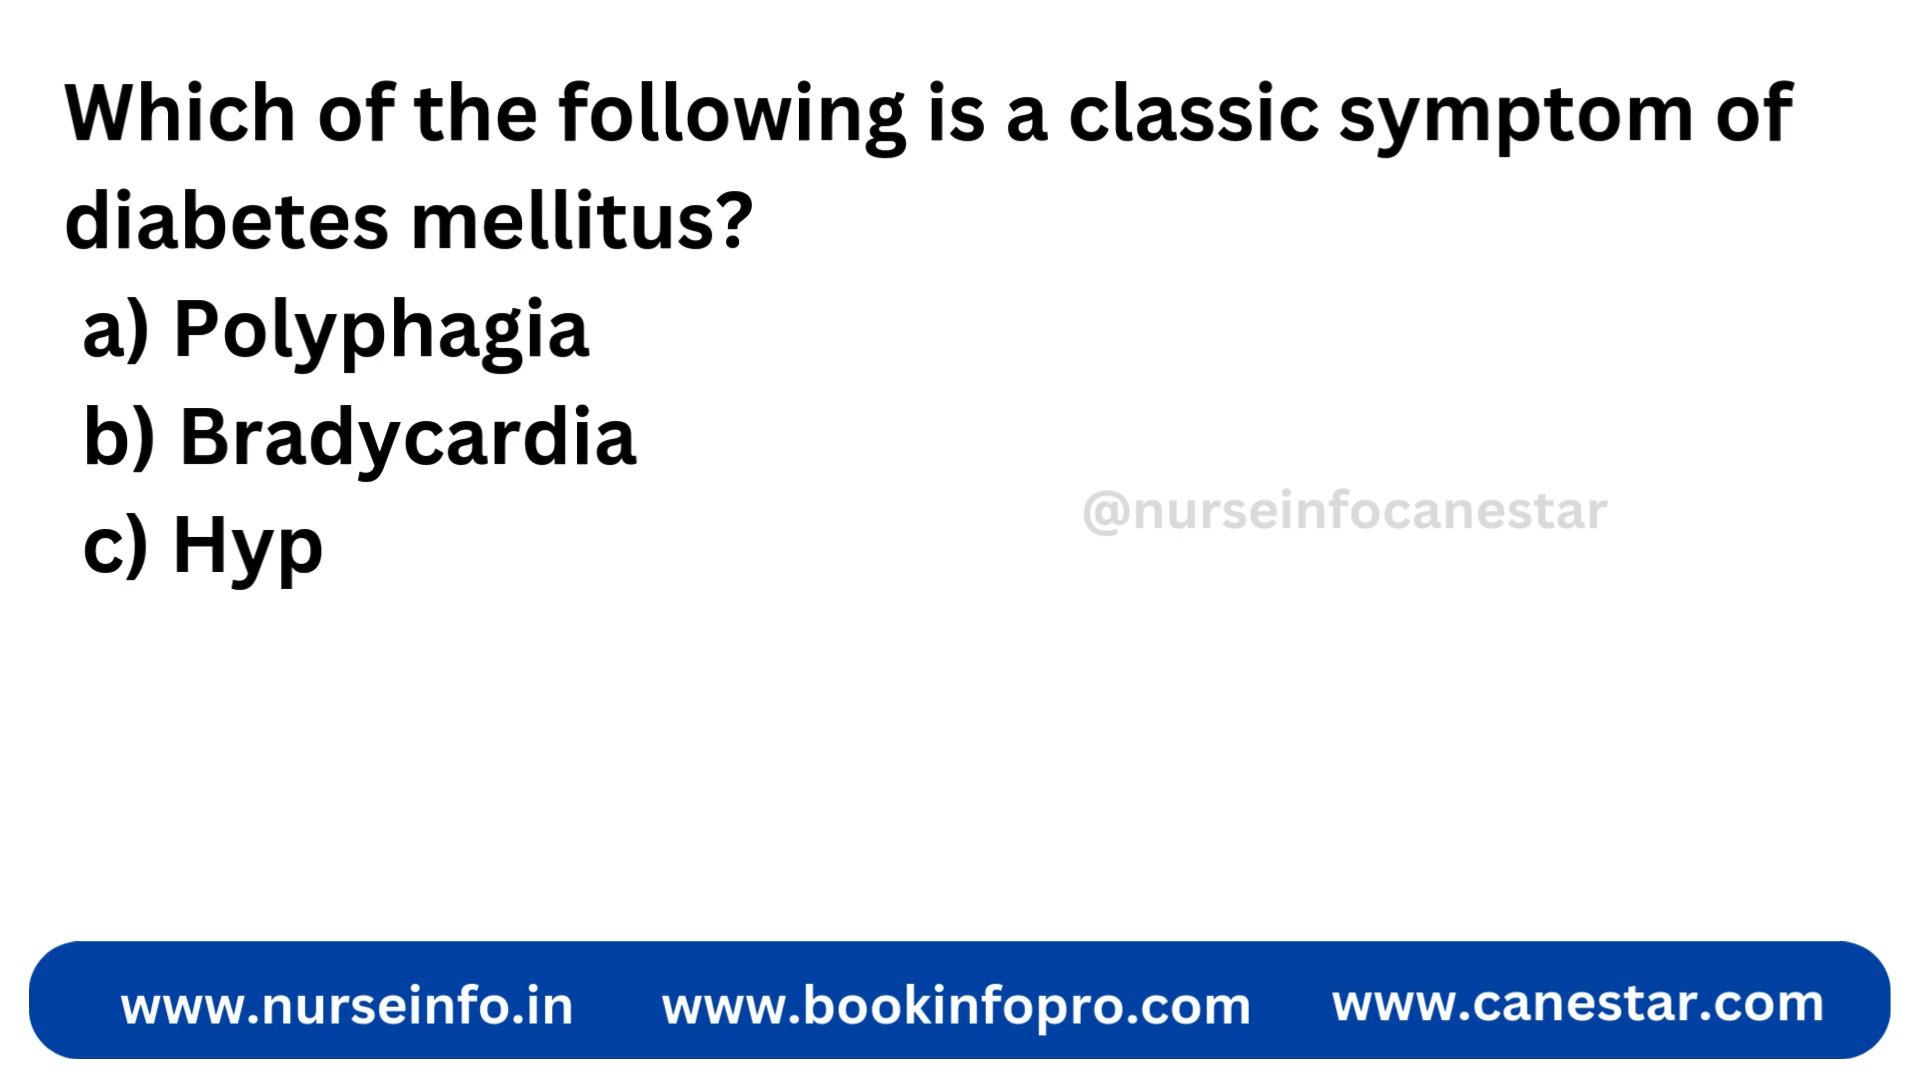 Which of the following is a classic symptom of
diabetes mellitus?
a) Polyphagia
b) Bradycardia
c) Hyp
@nurseinfocanestar
www.nurseinfo.in www.bookinfopro.com www.canestar.com